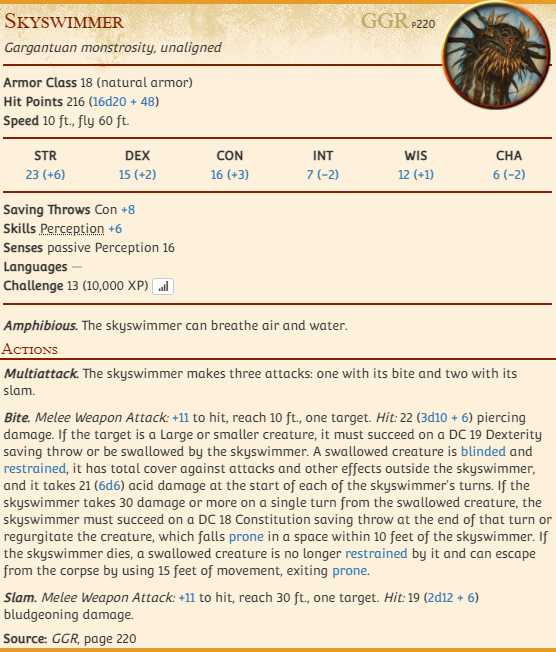 Skyswimmer GGR p220
Gargantuan monstrosity, unaligned
Armor Class 18 (natural armor)
Hit Points 216 (16d20 + 48)
Speed 10 ft., fly 60 ft.
STR DEX CON INT WIS CHA
23 (+6) 15 (+2) 16 (+3) 7 (−2) 12 (+1) 6 (−2)
Saving Throws Con +8
Skills Perception +6
Senses passive Perception 16
Languages —
Challenge 13 (10,000 XP)
Amphibious. The skyswimmer can breathe air and water.
Actions
Multiattack. The skyswimmer makes three attacks: one with its bite and two with its
slam.
Bite. Melee Weapon Attack: +11 to hit, reach 10 ft., one target. Hit: 22 (3d10 + 6) piercing
damage. If the target is a Large or smaller creature, it must succeed on a DC 19 Dexterity
saving throw or be swallowed by the skyswimmer. A swallowed creature is blinded and
restrained, it has total cover against attacks and other effects outside the skyswimmer,
and it takes 21 (6d6) acid damage at the start of each of the skyswimmer's turns. If the
skyswimmer takes 30 damage or more on a single turn from the swallowed creature, the
skyswimmer must succeed on a DC 18 Constitution saving throw at the end of that turn or
regurgitate the creature, which falls prone in a space within 10 feet of the skyswimmer. If
the skyswimmer dies, a swallowed creature is no longer restrained by it and can escape
from the corpse by using 15 feet of movement, exiting prone.
Slam. Melee Weapon Attack: +11 to hit, reach 30 ft., one target. Hit: 19 (2d12 + 6)
bludgeoning damage.
Source: GGR, page 220